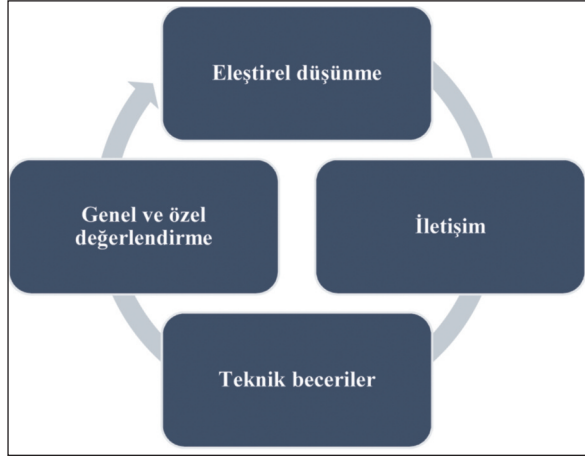 Eleştirel düşünme
İletişim
Teknik beceriler
Genel ve özel
değerlendirme